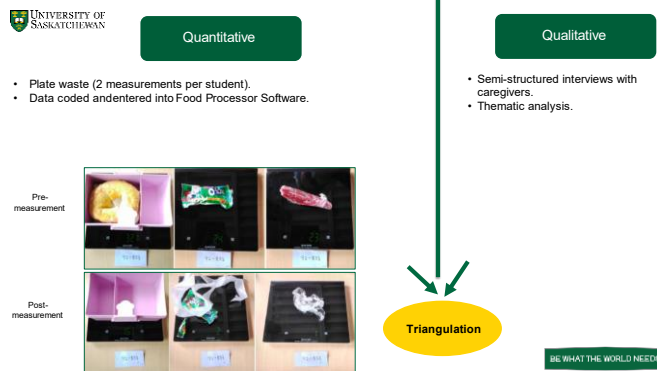 UNIVERSITY OF
SASKATCHEWAN
Quantitative
Qualitative
• Plate waste (2 measurements per student).
• Data coded andentered into Food Processor Software.
• Semi-structured interviews with
caregivers.
• Thematic analysis.
Pre-
measurement
Post-
measurement
Triangulation
BE WHAT THE WORLD NEEDS